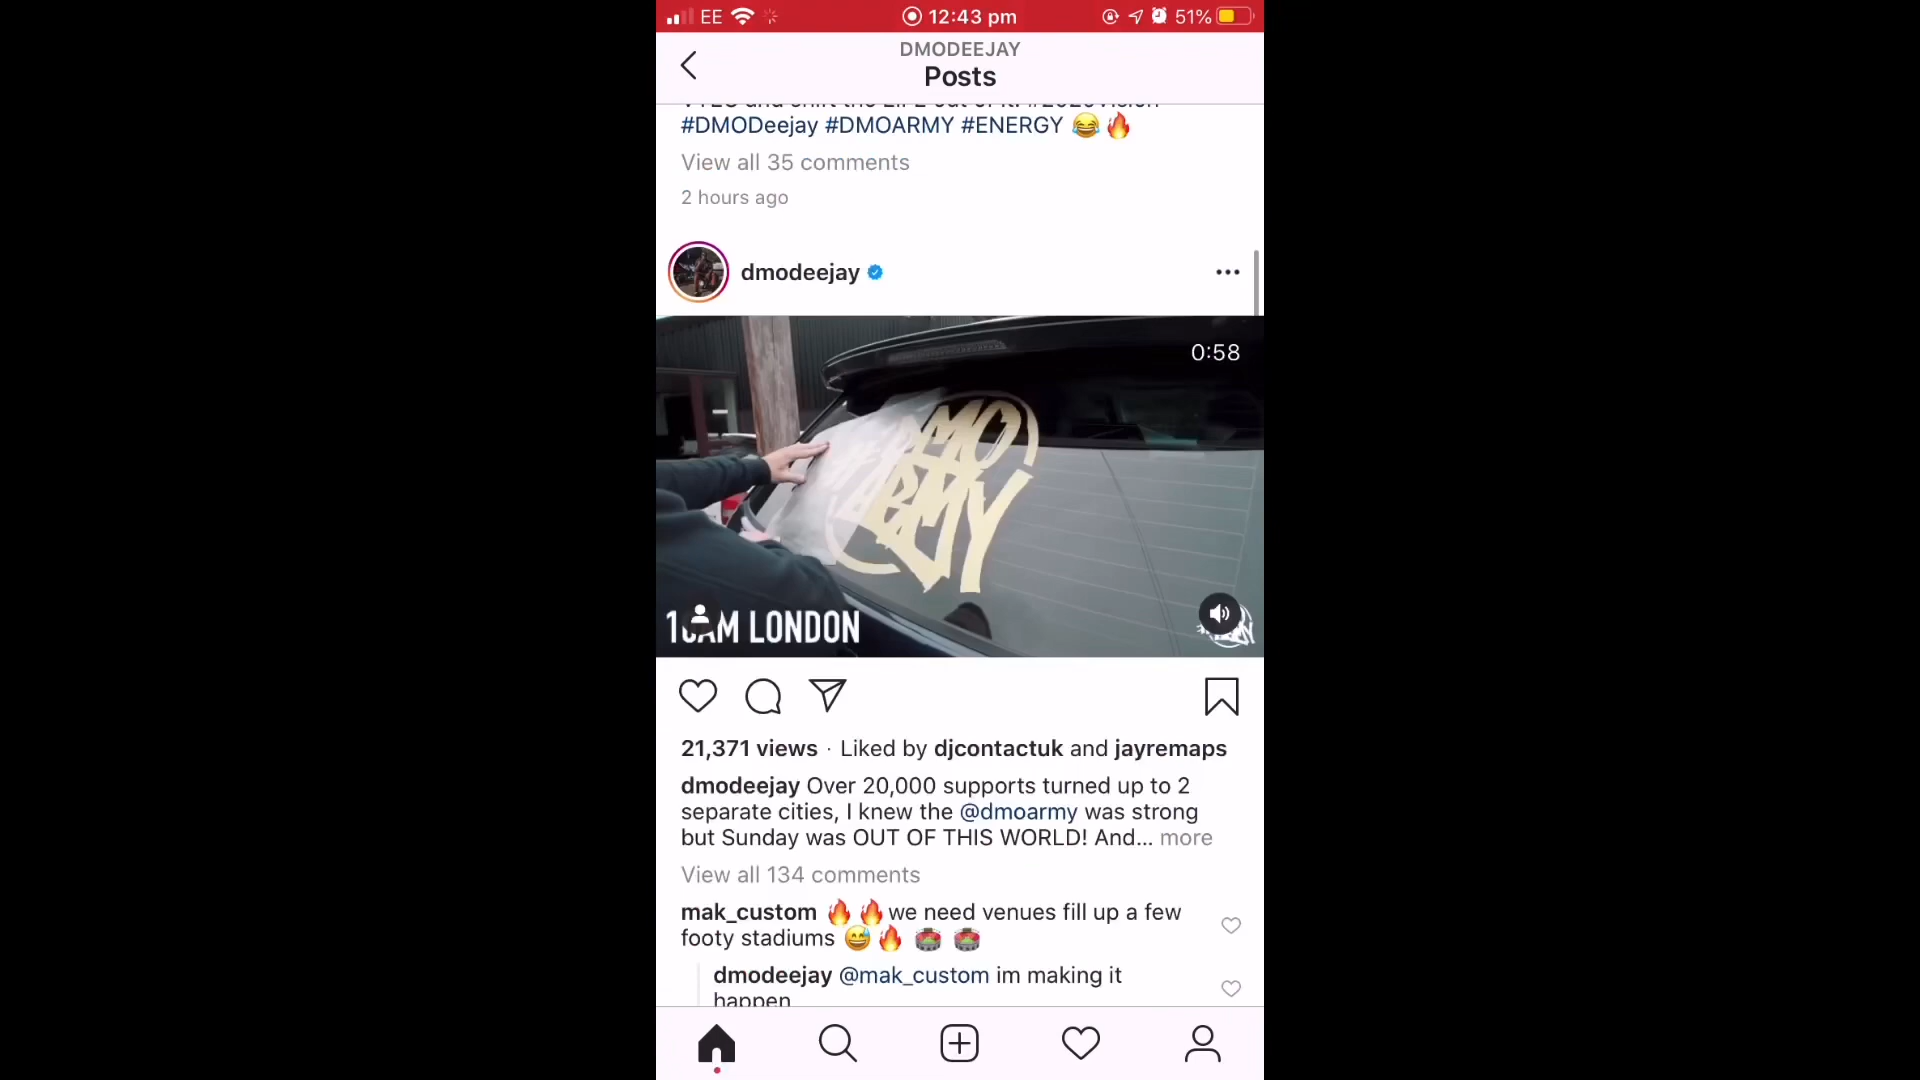 EE 12:43 pm 51%
DMODEEJAY
Posts
#DMODeejay #DMOARMY #ENERGY 😂🔥
View all 35 comments
2 hours ago
dmodeejay
0:58
DMO
ARMY
10AM LONDON
21,371 views · Liked by djcontactuk and jayremaps
dmodeejay Over 20,000 supports turned up to 2
separate cities, I knew the @dmoarmy was strong
but Sunday was OUT OF THIS WORLD! And... more
View all 134 comments
mak_custom 🔥🔥we need venues fill up a few
footy stadiums 😅🔥🏟️🏟️
dmodeejay @mak_custom im making it
happen